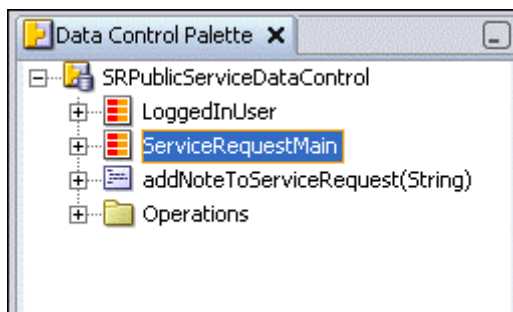 Data Control Palette
SRPublicServiceDataControl
LoggedInUser
ServiceRequestMain
addNoteToServiceRequest(String)
Operations